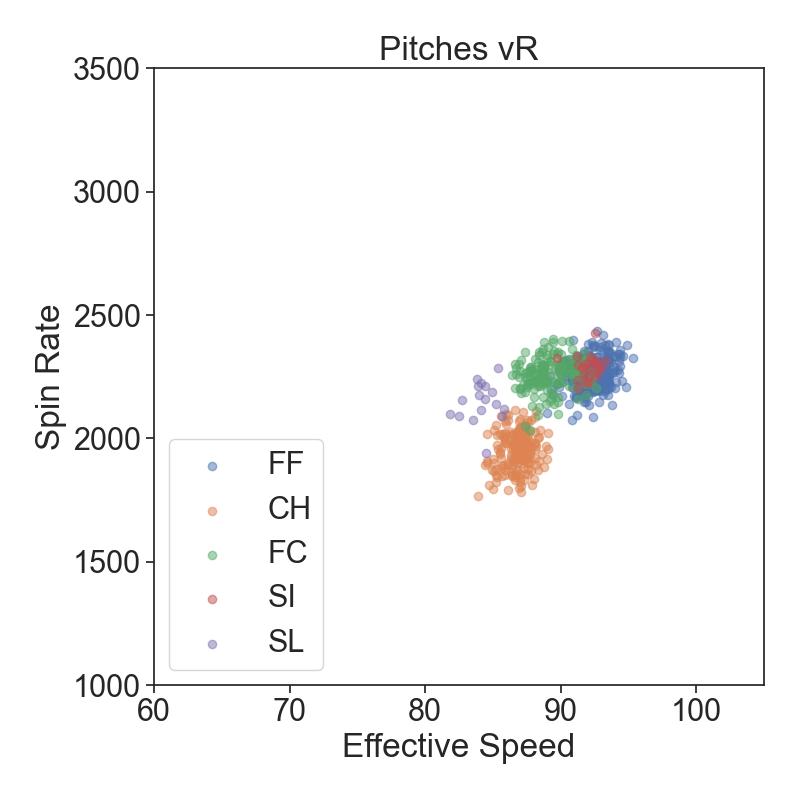 Pitches vR
3500
3000
2500
2000
1500
1000
Spin Rate
FF
CH
FC
SI
SL
60 70 80 90 100
Effective Speed